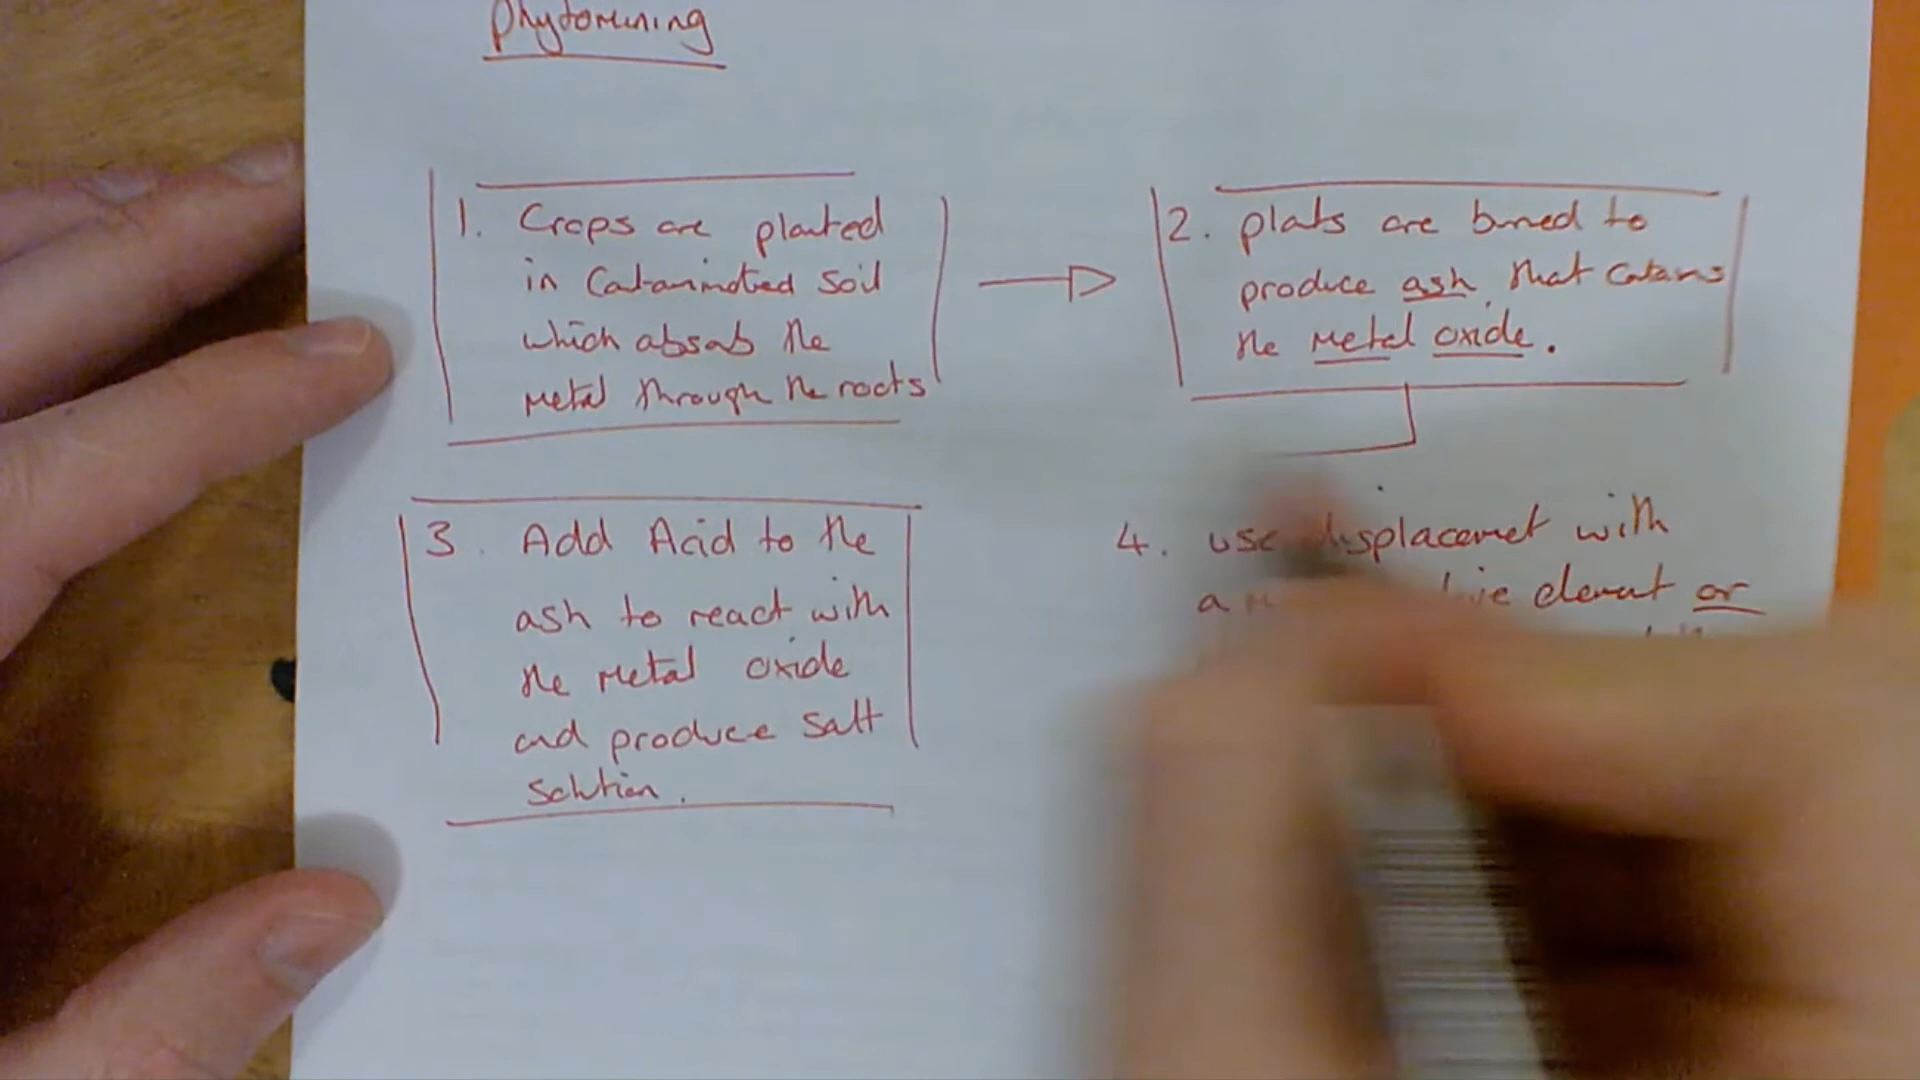 Phytomining
1. Crops are planted
in Contaminated soil
which absorb the
metal through the roots
2. plats are burned to
produce ash that contains
the metal oxide.
3. Add Acid to the
ash to react with
the metal oxide
and produce salt
solution.
4. use displacement with
a element or